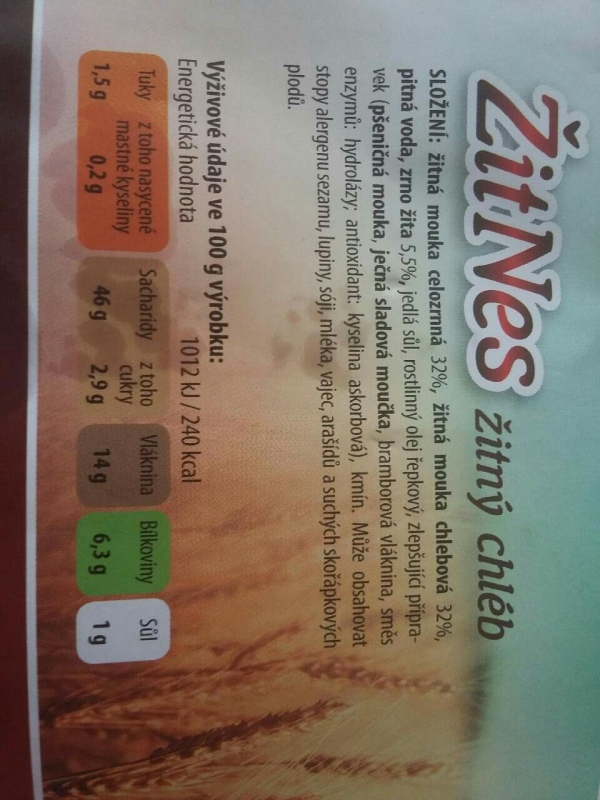 ŽitNes žitný chléb
SLOŽENÍ: žitná mouka celozrnná 32%, žitná mouka chlebová 32%,
pitná voda, zrno žita 5,5%, jedlá sůl, rostlinný olej řepkový, zlepšující přípra-
vek (pšeničná mouka, ječná sladová moučka, bramborová vláknina, směs
enzymů: hydrolázy; antioxidant: kyselina askorbová), kmín. Může obsahovat
stopy alergenu sezamu, lupiny, sóji, mléka, vajec, arašídů a suchých skořápkových
plodů.
Výživové údaje ve 100 g výrobku:
Energetická hodnota 1012 kJ / 240 kcal
Tuky z toho nasycené Sacharidy z toho Vláknina Bílkoviny Sůl
mastné kyseliny cukry
1,5 g 0,2 g 46 g 2,9 g 14 g 6,3 g 1 g